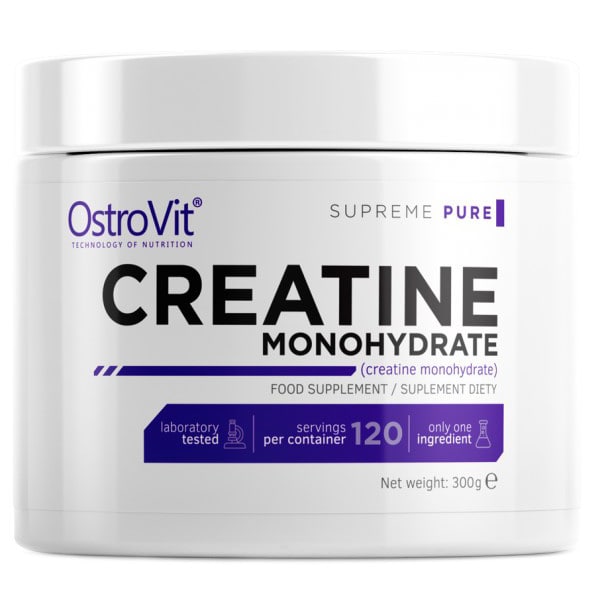 OstroVit®
TECHNOLOGY OF NUTRITION
SUPREME PURE
CREATINE
MONOHYDRATE
(creatine monohydrate)
FOOD SUPPLEMENT / SUPLEMENT DIETY
laboratory
tested
servings
per container 120
only one
ingredient
Net weight: 300g ℮